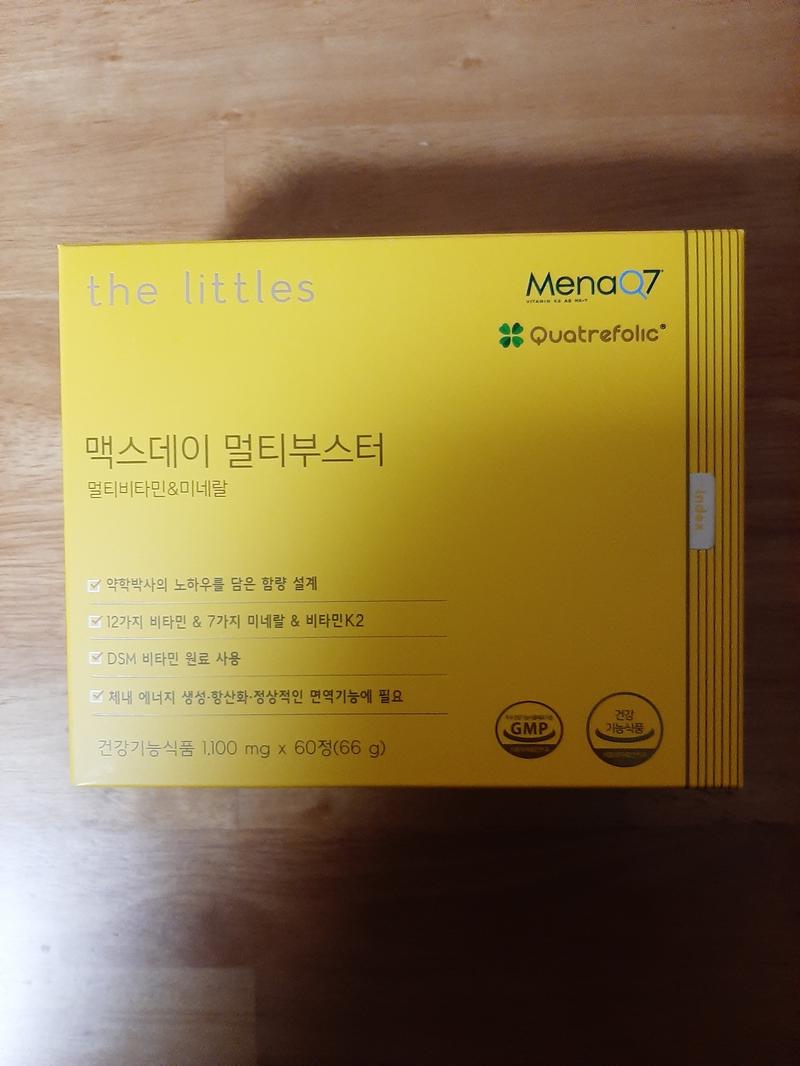 the littles
MenaQ7
VITAMIN K2 AS MK-7
Quatrefolic®
맥스데이 멀티부스터
멀티비타민&미네랄
약학박사의 노하우를 담은 함량 설계
12가지 비타민 & 7가지 미네랄 & 비타민K2
DSM 비타민 원료 사용
체내 에너지 생성·항산화·정상적인 면역기능에 필요
건강기능식품 1,100 mg x 60정(66 g)
GMP
건강
기능식품
index